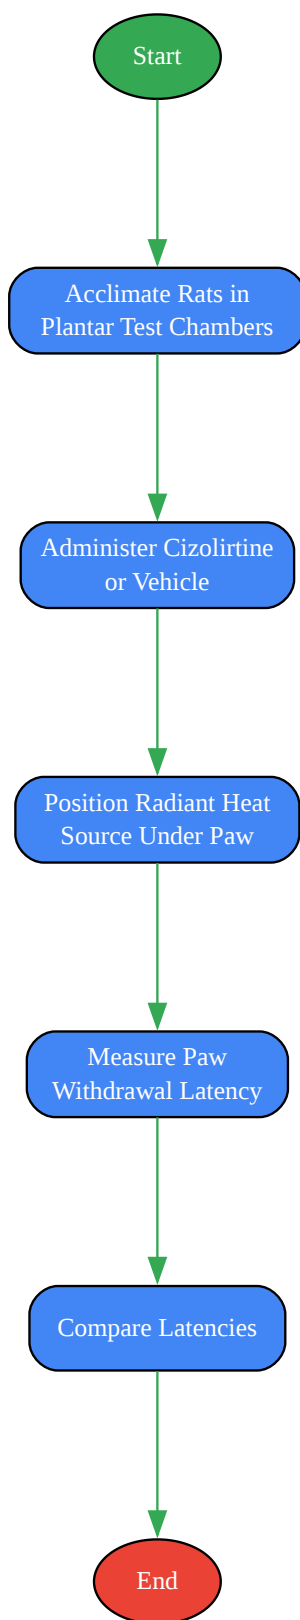 Start
Acclimate Rats in
Plantar Test Chambers
Administer Cizolirtine
or Vehicle
Position Radiant Heat
Source Under Paw
Measure Paw
Withdrawal Latency
Compare Latencies
End